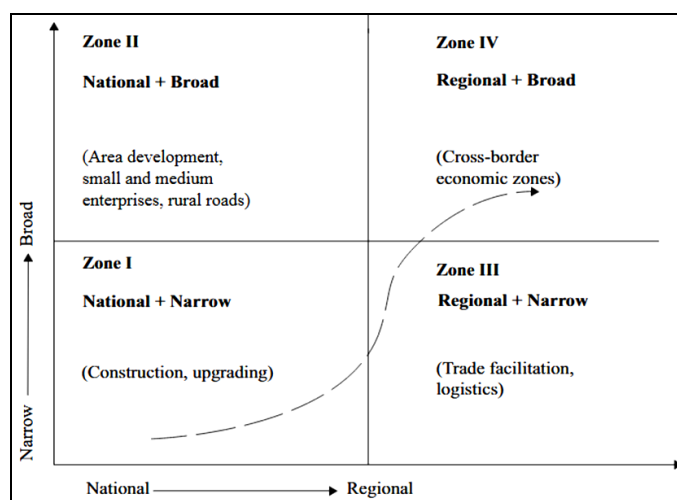 Zone II
National + Broad
(Area development,
small and medium
enterprises, rural roads)
Zone IV
Regional + Broad
(Cross-border
economic zones)
Zone I
National + Narrow
(Construction, upgrading)
Zone III
Regional + Narrow
(Trade facilitation,
logistics)
Broad
Narrow
National
Regional